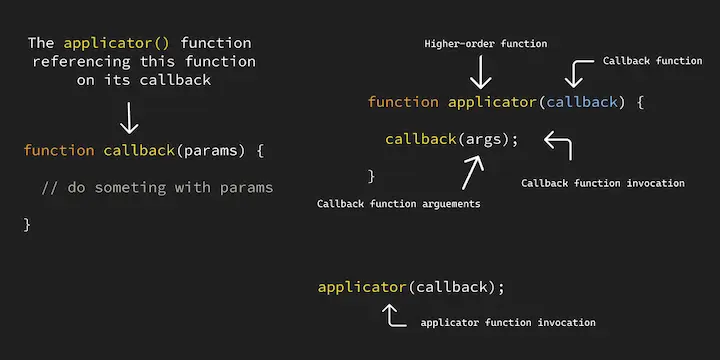 The applicator() function
referencing this function
on its callback
function callback(params) {
// do someting with params
}
Higher-order function
Callback function
function applicator(callback) {
callback(args);
}
Callback function invocation
Callback function arguements
applicator(callback);
applicator function invocation